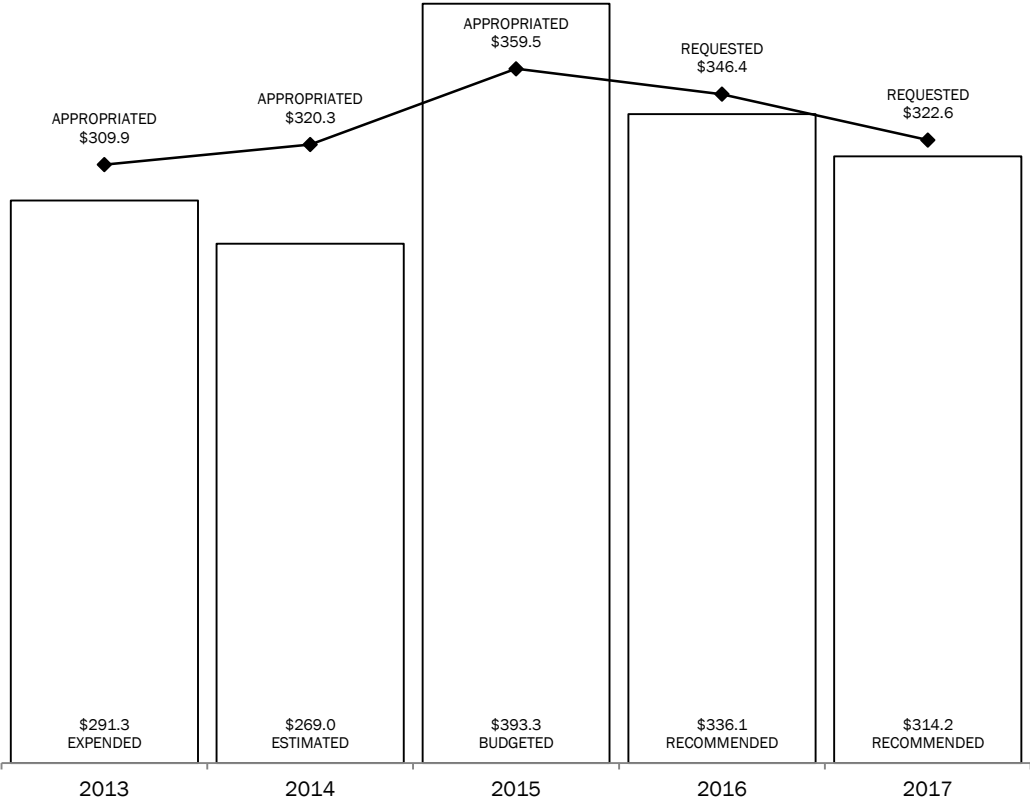 APPROPRIATED
$309.9
APPROPRIATED
$320.3
APPROPRIATED
$359.5
REQUESTED
$346.4
REQUESTED
$322.6
$291.3
EXPENDED
$269.0
ESTIMATED
$393.3
BUDGETED
$336.1
RECOMMENDED
$314.2
RECOMMENDED
2013
2014
2015
2016
2017